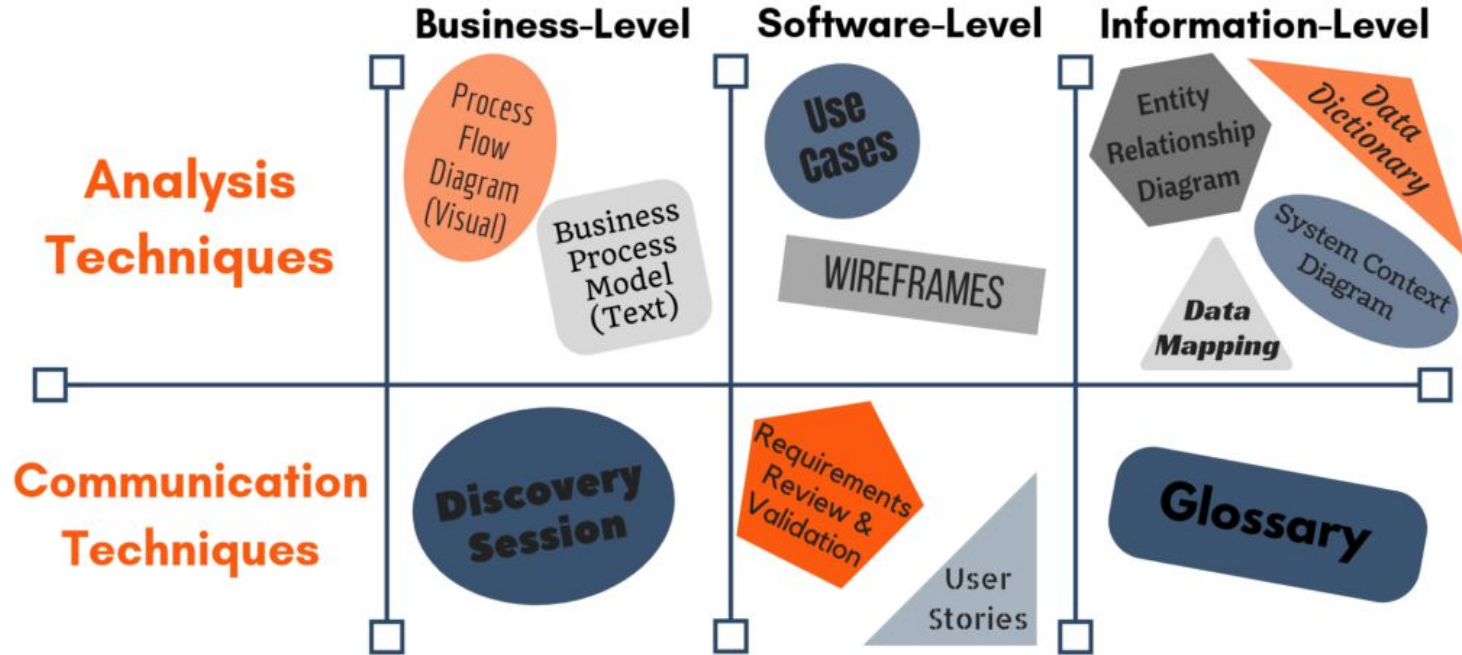 Business-Level
Software-Level
Information-Level
Analysis
Techniques
Process
Flow
Diagram
(Visual)
Business
Process
Model
(Text)
Use
Cases
WIREFRAMES
Entity
Relationship
Diagram
Data
Dictionary
System Context
Diagram
Data
Mapping
Communication
Techniques
Discovery
Session
Requirements
Review &
Validation
User
Stories
Glossary